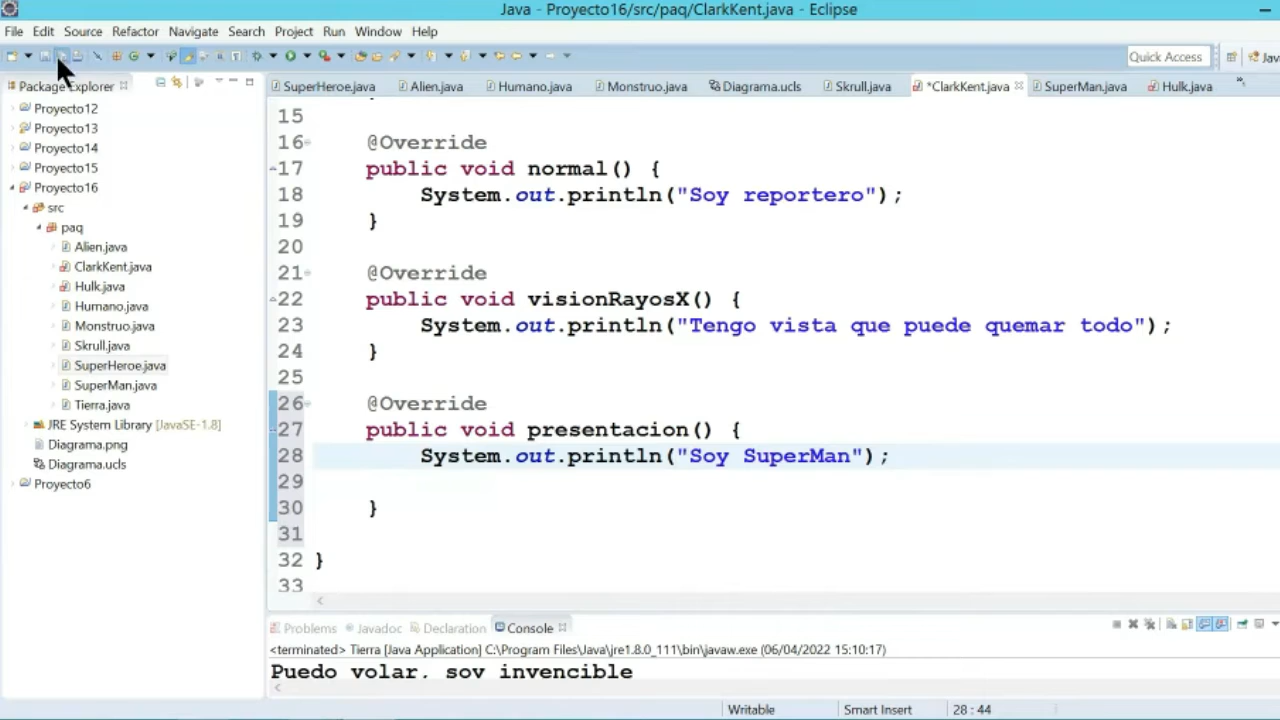 Java - Proyecto16/src/paq/ClarkKent.java - Eclipse
File Edit Source Refactor Navigate Search Project Run Window Help
Quick Access
Jav
Package Explorer
SuperHeroe.java Alien.java Humano.java Monstruo.java Diagrama.ucls Skrull.java *ClarkKent.java SuperMan.java Hulk.java
Proyecto12
Proyecto13
Proyecto14
Proyecto15
Proyecto16
src
paq
Alien.java
ClarkKent.java
Hulk.java
Humano.java
Monstruo.java
Skrull.java
SuperHeroe.java
SuperMan.java
Tierra.java
JRE System Library [JavaSE-1.8]
Diagrama.png
Diagrama.ucls
Proyecto6
15
16 @Override
17 public void normal() {
18 System.out.println("Soy reportero");
19 }
20
21 @Override
22 public void visionRayosX() {
23 System.out.println("Tengo vista que puede quemar todo");
24 }
25
26 @Override
27 public void presentacion() {
28 System.out.println("Soy SuperMan");
29
30 }
31
32 }
33
Problems Javadoc Declaration Console
<terminated> Tierra [Java Application] C:\Program Files\Java\jre1.8.0_111\bin\javaw.exe (06/04/2022 15:10:17)
Puedo volar, soy invencible
Writable Smart Insert 28 : 44